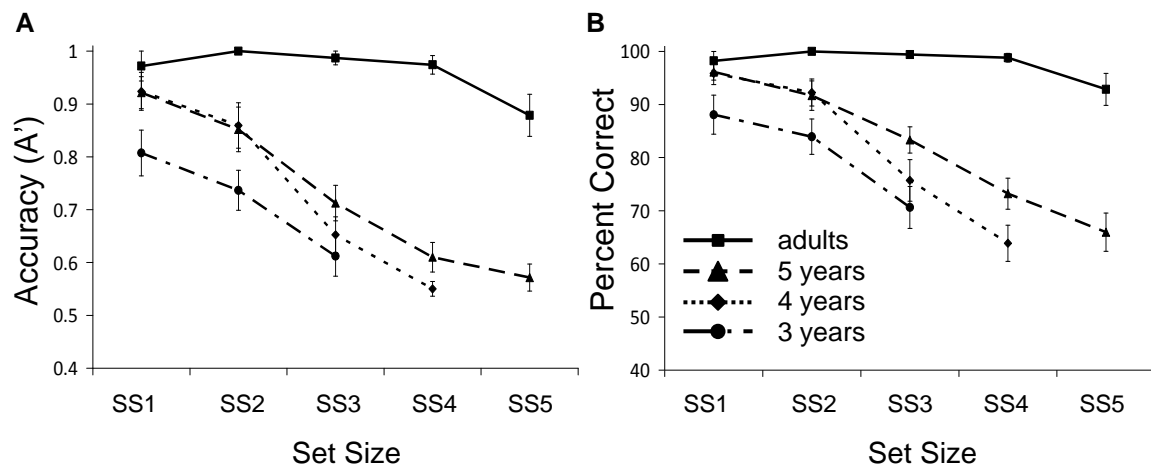 A
Accuracy (A')
1
0.9
0.8
0.7
0.6
0.5
0.4
SS1 SS2 SS3 SS4 SS5
Set Size
B
Percent Correct
100
90
80
70
60
50
40
adults
5 years
4 years
3 years
SS1 SS2 SS3 SS4 SS5
Set Size